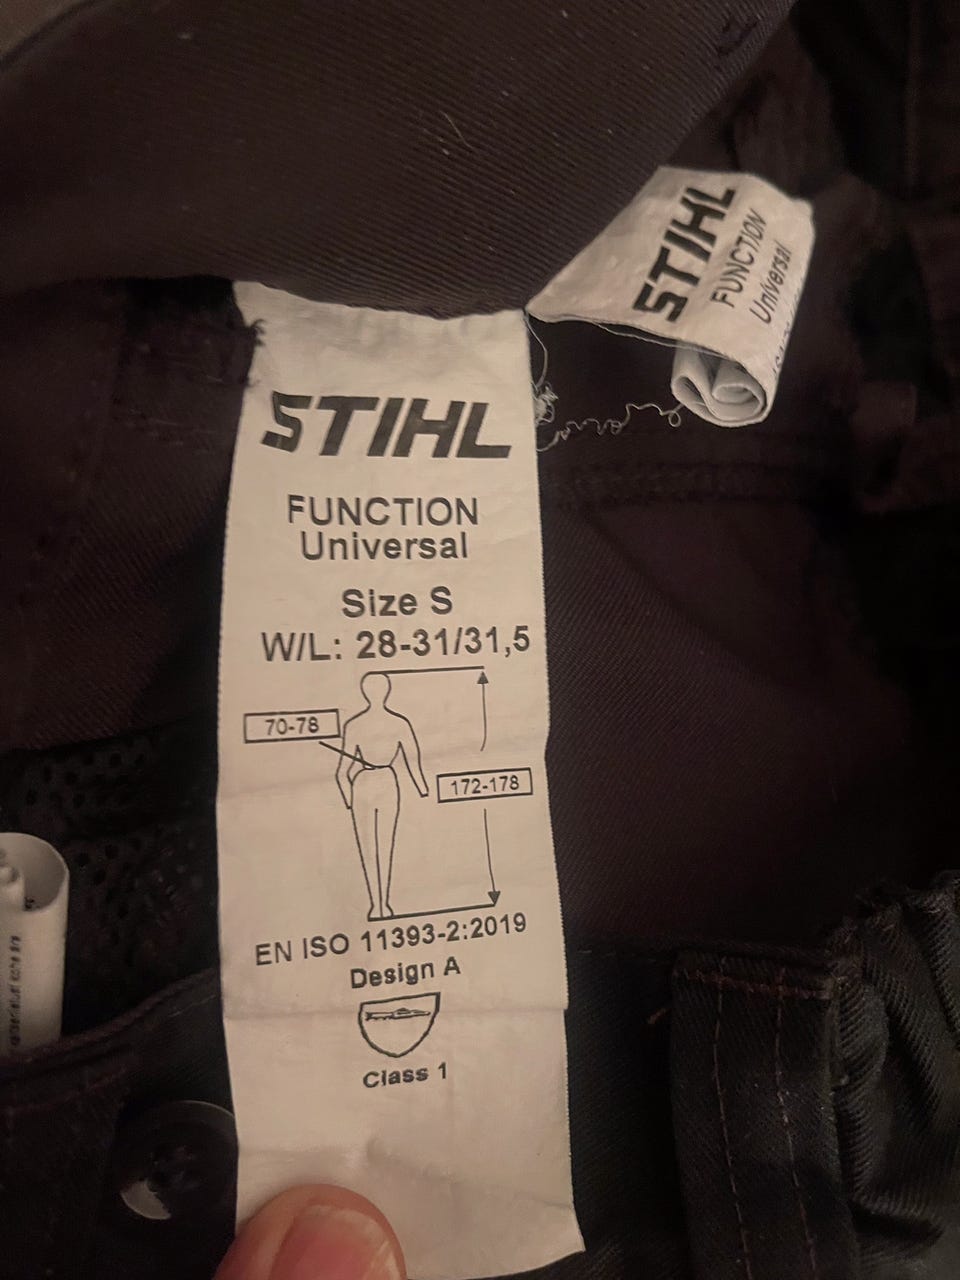 STIHL
FUNCTION
Universal
Size S
W/L: 28-31/31,5
70-78
172-178
EN ISO 11393-2:2019
Design A
Class 1
STIHL
FUNCTION
Universal